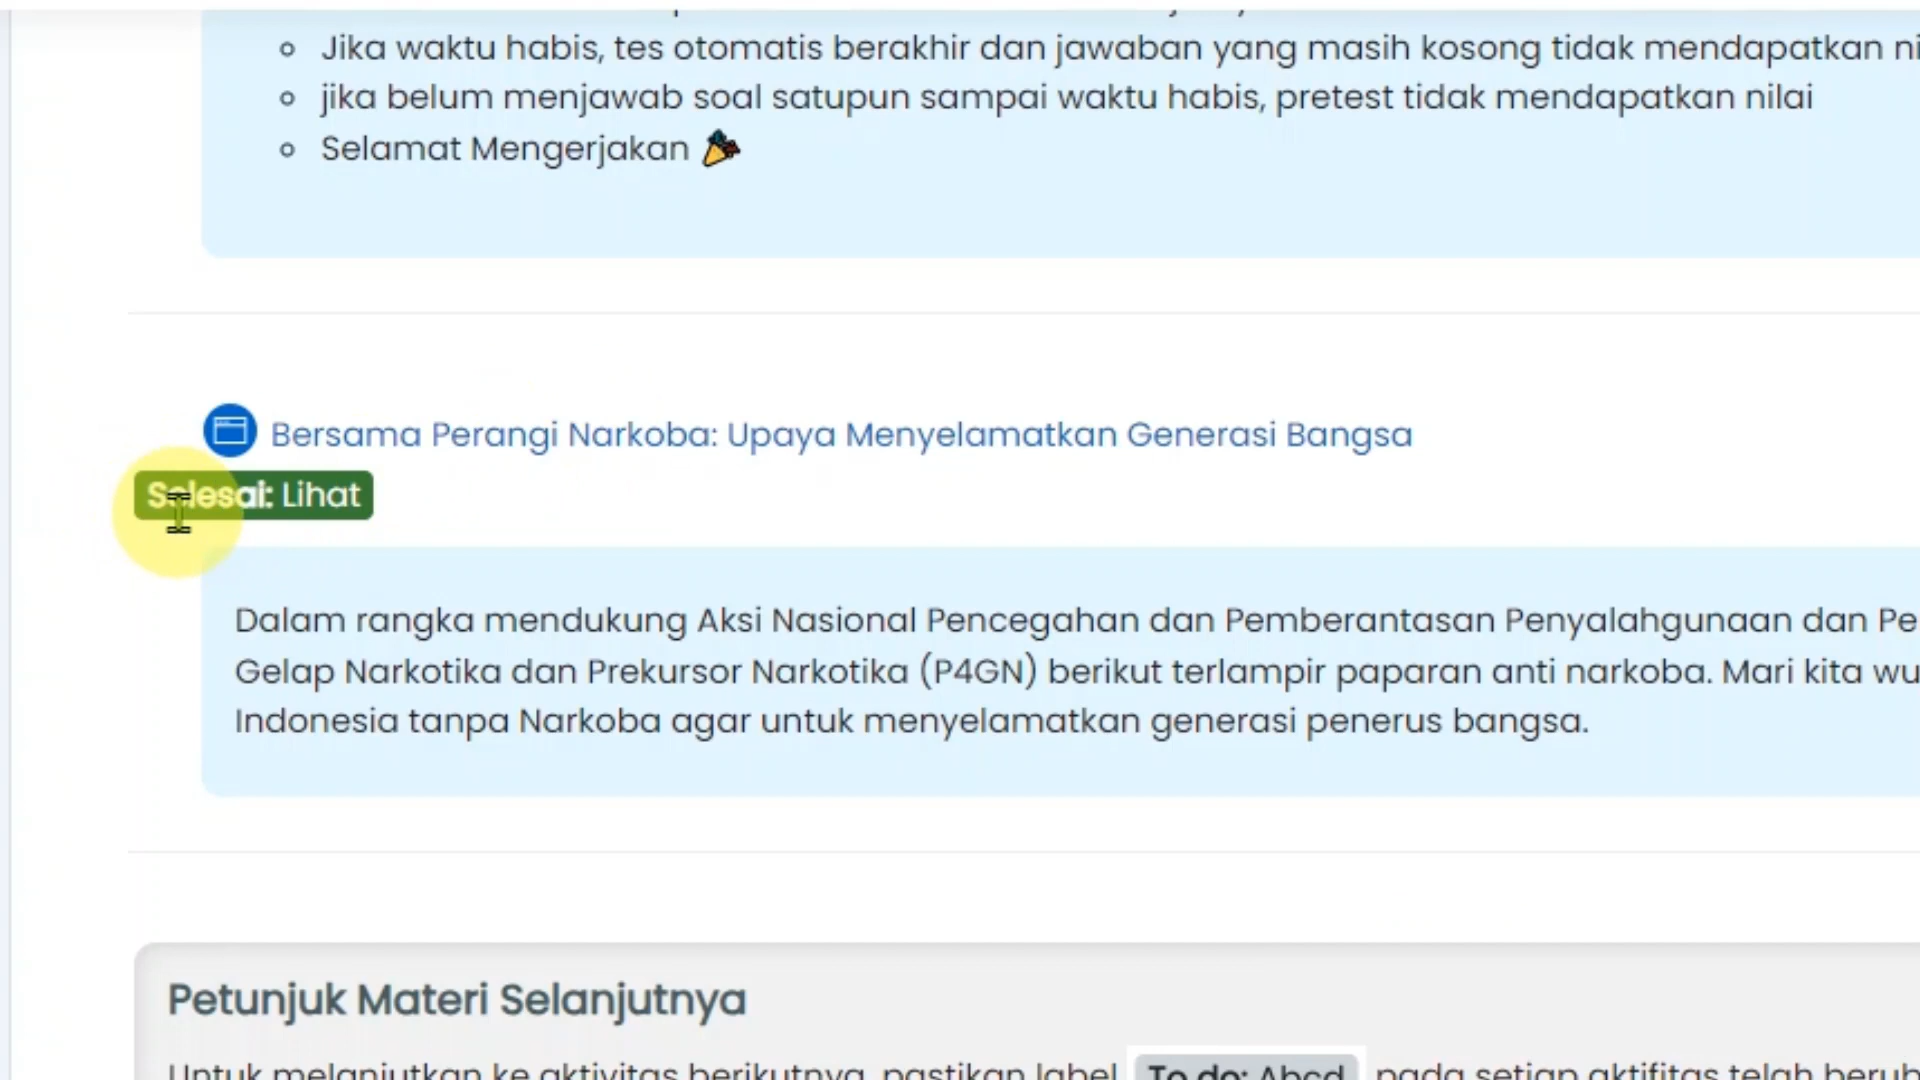 Jika waktu habis, tes otomatis berakhir dan jawaban yang masih kosong tidak mendapatkan
jika belum menjawab soal satupun sampai waktu habis, pretest tidak mendapatkan nilai
Selamat Mengerjakan
Bersama Perangi Narkoba: Upaya Menyelamatkan Generasi Bangsa
Selesai: Lihat
Dalam rangka mendukung Aksi Nasional Pencegahan dan Pemberantasan Penyalahgunaan dan Pe
Gelap Narkotika dan Prekursor Narkotika (P4GN) berikut terlampir paparan anti narkoba. Mari kita wu
Indonesia tanpa Narkoba agar untuk menyelamatkan generasi penerus bangsa.
Petunjuk Materi Selanjutnya
Untuk melanjutkan ke aktivitas berikutnya, pastikan label To do: Abcd pada setiap aktifitas telah